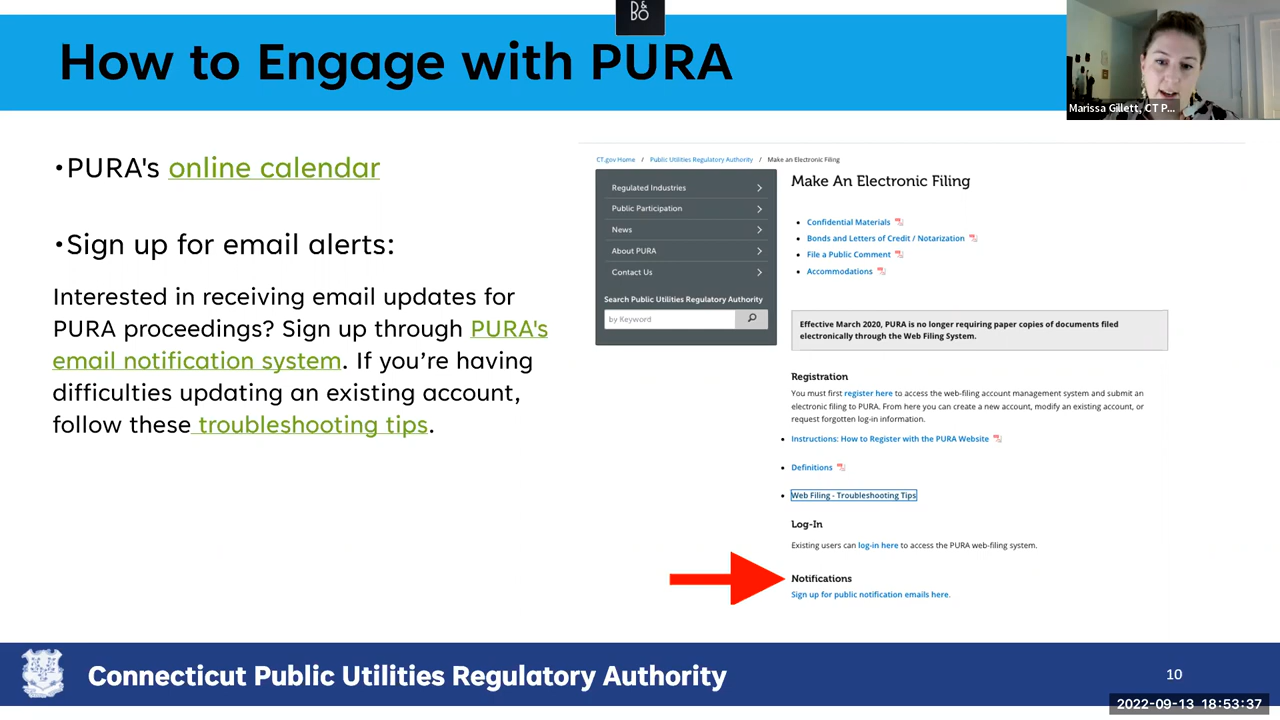 D&
BO
How to Engage with PURA
Marissa Gillett, CT P...
•PURA's online calendar
•Sign up for email alerts:
Interested in receiving email updates for
PURA proceedings? Sign up through PURA's
email notification system. If you’re having
difficulties updating an existing account,
follow these troubleshooting tips.
CT.gov Home / Public Utilities Regulatory Authority / Make an Electronic Filing
Regulated Industries
Public Participation
News
About PURA
Contact Us
Search Public Utilities Regulatory Authority
by Keyword
Make An Electronic Filing
• Confidential Materials
• Bonds and Letters of Credit / Notarization
• File a Public Comment
• Accommodations
Effective March 2020, PURA is no longer requiring paper copies of documents filed
electronically through the Web Filing System.
Registration
You must first register here to access the web-filing account management system and submit an
electronic filing to PURA. From here you can create a new account, modify an existing account, or
request forgotten log-in information.
• Instructions: How to Register with the PURA Website
• Definitions
• Web Filing - Troubleshooting Tips
Log-In
Existing users can log-in here to access the PURA web-filing system.
Notifications
Sign up for public notification emails here.
Connecticut Public Utilities Regulatory Authority
10
2022-09-13 18:53:37